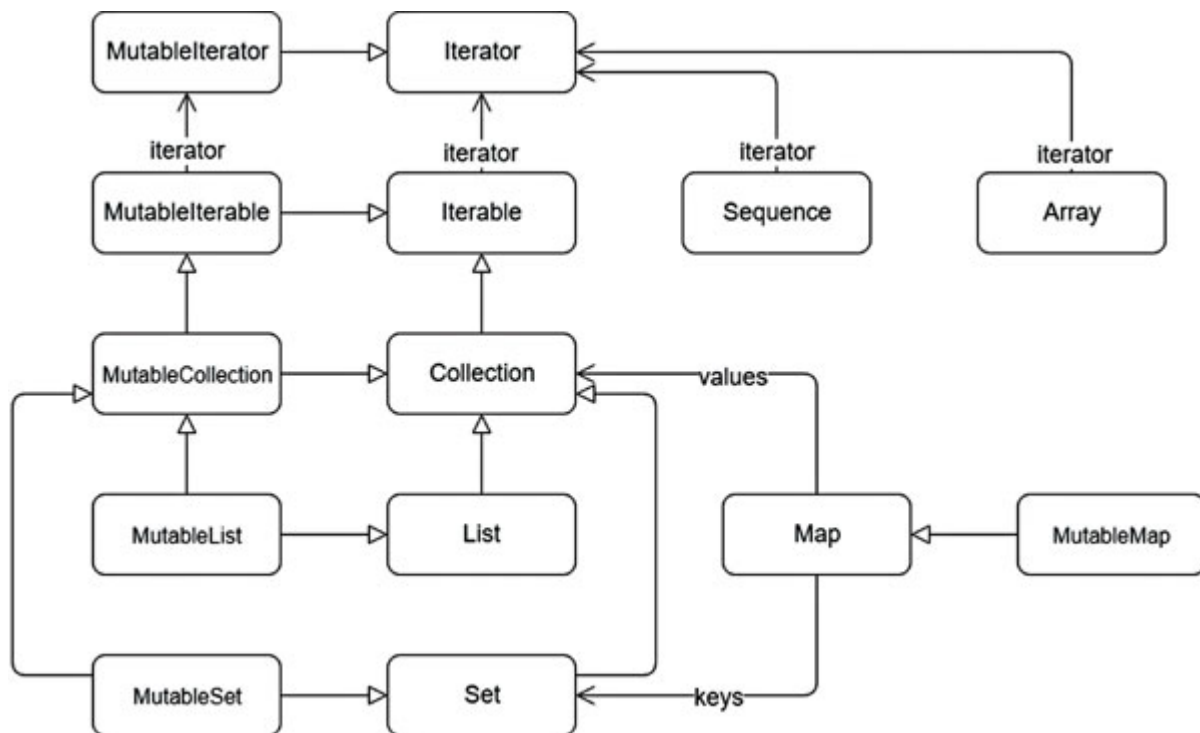 MutableIterator
Iterator
iterator
iterator
iterator
iterator
MutableIterable
Iterable
Sequence
Array
MutableCollection
Collection
values
MutableList
List
Map
MutableMap
MutableSet
Set
keys